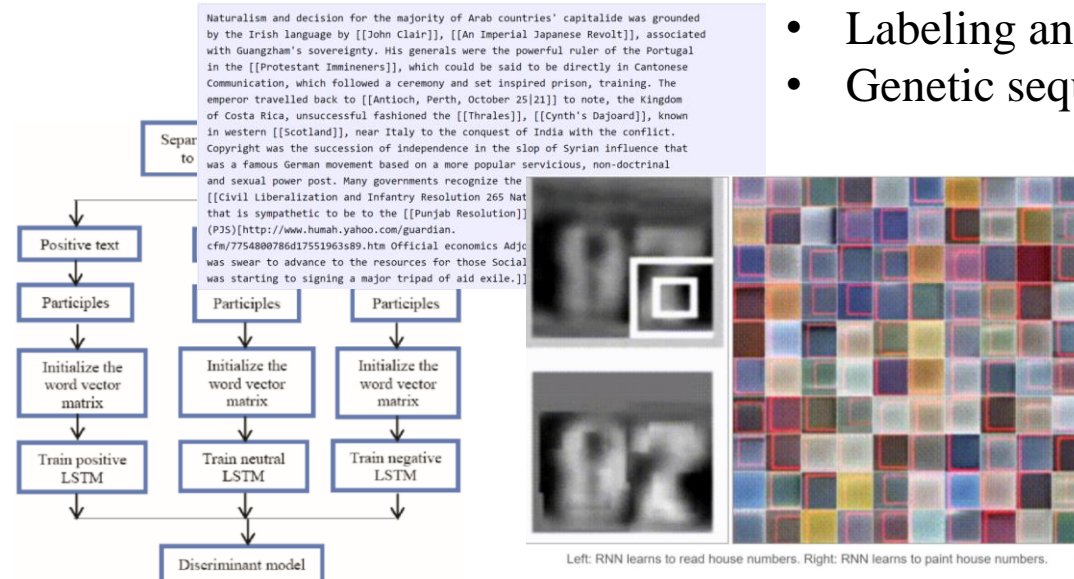 Naturalism and decision for the majority of Arab countries' capitalide was grounded
by the Irish language by [[John Clair]], [[An Imperial Japanese Revolt]], associated
with Guangzham's sovereignty. His generals were the powerful ruler of the Portugal
in the [[Protestant Immineners]], which could be said to be directly in Cantonese
Communication, which followed a ceremony and set inspired prison, training. The
emperor travelled back to [[Antioch, Perth, October 25|21]] to note, the Kingdom
of Costa Rica, unsuccessful fashioned the [[Thrales]], [[Cynth's Dajoard]], known
in western [[Scotland]], near Italy to the conquest of India with the conflict.
Copyright was the succession of independence in the slop of Syrian influence that
was a famous German movement based on a more popular servicious, non-doctrinal
and sexual power post. Many governments recognize the
[[Civil Liberalization and Infantry Resolution 265 Nat
that is sympathetic to be to the [[Punjab Resolution]]
(PJS)[http://www.humah.yahoo.com/guardian.
cfm/7754800786d17551963s89.htm Official economics Adjo
was swear to advance to the resources for those Social
was starting to signing a major tripad of aid exile.]]
• Labeling an
• Genetic sequ
Separ
to
Positive text
Participles
Participles
Participles
Initialize the
word vector
matrix
Initialize the
word vector
matrix
Initialize the
word vector
matrix
Train positive
LSTM
Train neutral
LSTM
Train negative
LSTM
Discriminant model
Left: RNN learns to read house numbers. Right: RNN learns to paint house numbers.